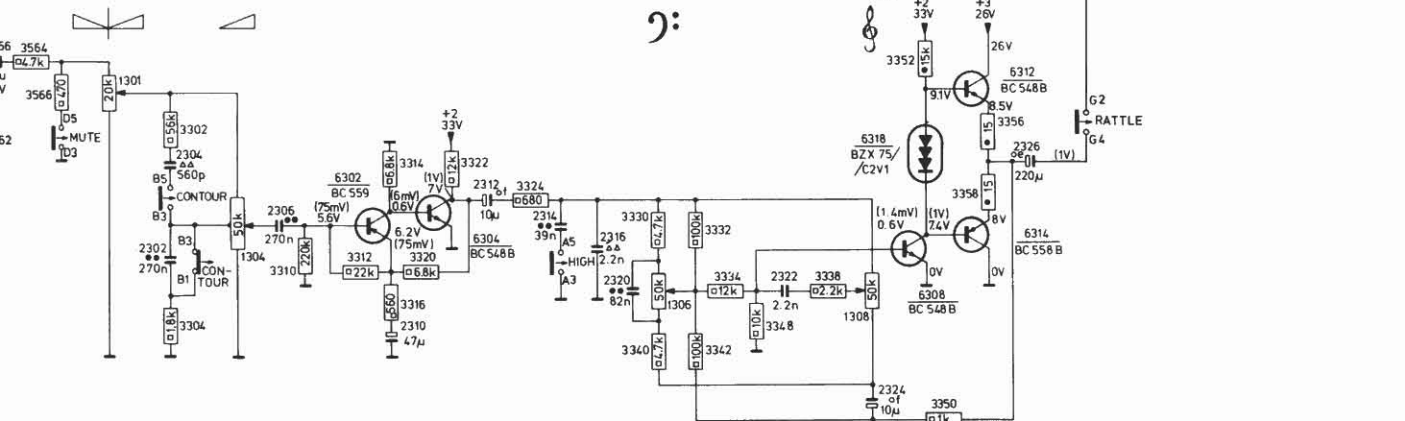 56
3564
4.7k
u
V
3566
470
D5
MUTE
D3
62
20k
1301
56k
3302
2304
560p
B5
CONTOUR
B3
2302
270n
B3
B1
CON-
TOUR
1.8k
3304
50k
1304
2306
270n
220k
3310
6302
BC 559
(75mV)
5.6V
6.8k
3314
(6mV)
0.6V
6.2V
(75mV)
3312
22k
3320
6.8k
560
3316
2310
47μ
+2
33V
12k
3322
(1V)
7V
6304
BC 548B
2312
10μ
3324
680
2314
39n
A5
HIGH
A3
2316
2.2n
3330
4.7k
100k
3332
2320
82n
50k
1306
3334
12k
2322
2.2n
3338
2.2k
10k
3348
3340
4.7k
100k
3342
50k
1308
2324
10μ
3350
1k
+2
33V
+3
26V
3352
15k
26V
6312
BC 548B
9.1V
8.5V
15
3356
6318
BZX 75/
/C2V1
3358
15
2326
220μ
(1V)
G2
RATTLE
G4
(1.4mV)
0.6V
(1V)
7.4V
8V
6314
BC 558B
0V
0V
6308
BC 548B